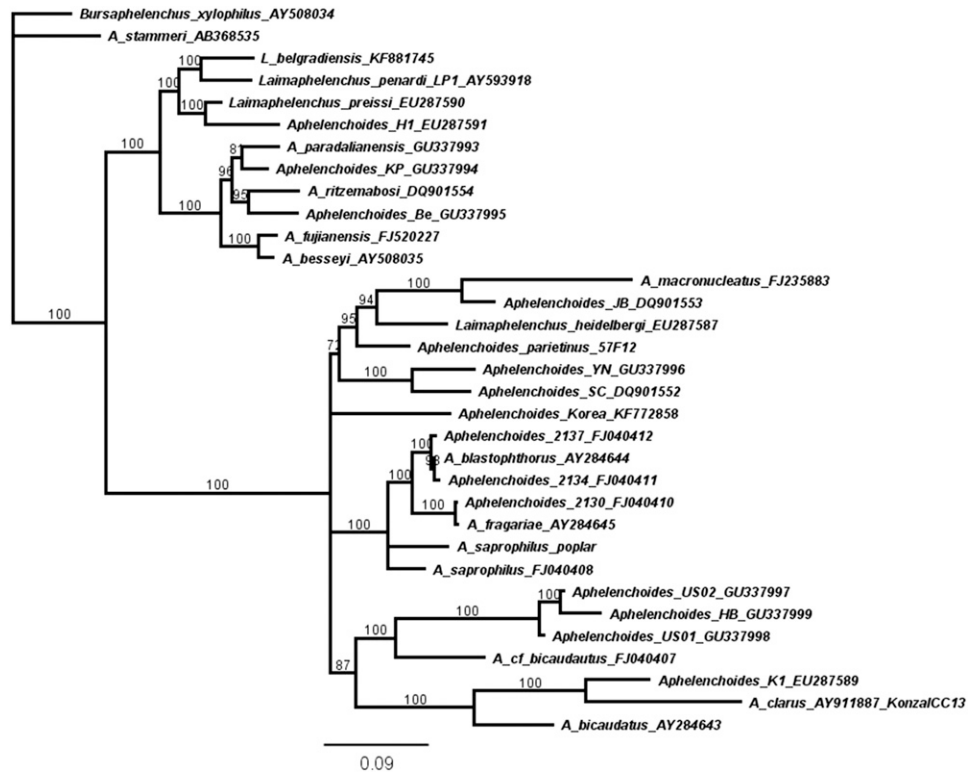 Bursaphelenchus_xylophilus_AY508034
A_stammeri_AB368535
L_belgradiensis_KF881745
100
Laimaphelenchus_penardi_LP1_AY593918
100
Laimaphelenchus_preissi_EU287590
100
Aphelenchoides_H1_EU287591
100
A_paradalianensis_GU337993
81
Aphelenchoides_KP_GU337994
96
A_ritzemabosi_DQ901554
95
Aphelenchoides_Be_GU337995
100
A_fujianensis_FJ520227
100
A_besseyi_AY508035
A_macronucleatus_FJ235883
100
Aphelenchoides_JB_DQ901553
94
Laimaphelenchus_heidelbergi_EU287587
100
95
Aphelenchoides_parietinus_57F12
Aphelenchoides_YN_GU337996
100
Aphelenchoides_SC_DQ901552
Aphelenchoides_Korea_KF772858
Aphelenchoides_2137_FJ040412
100
A_blastophthorus_AY284644
Aphelenchoides_2134_FJ040411
100
100
Aphelenchoides_2130_FJ040410
100
A_fragariae_AY284645
100
A_saprophilus_poplar
A_saprophilus_FJ040408
Aphelenchoides_US02_GU337997
100
Aphelenchoides_HB_GU337999
100
Aphelenchoides_US01_GU337998
100
A_cf_bicaudautus_FJ040407
87
Aphelenchoides_K1_EU287589
100
A_clarus_AY911887_KonzalCC13
100
A_bicaudatus_AY284643
0.09